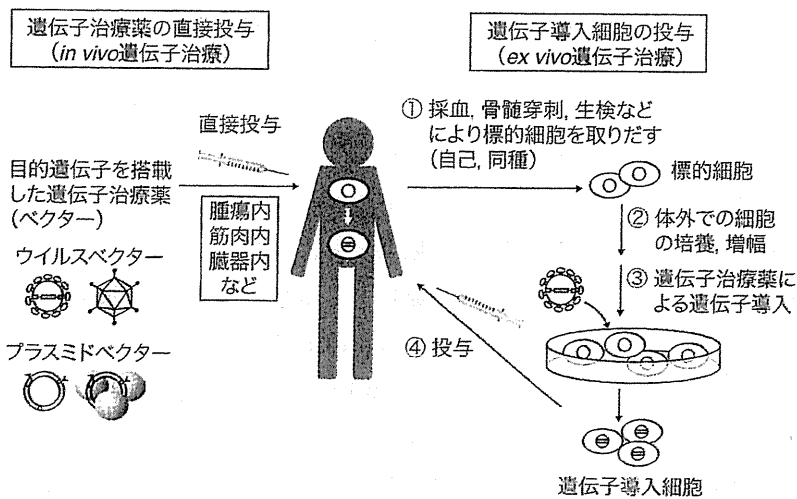 遺伝子治療薬の直接投与
(in vivo遺伝子治療)
遺伝子導入細胞の投与
(ex vivo遺伝子治療)
直接投与
目的遺伝子を搭載
した遺伝子治療薬
(ベクター)
ウイルスベクター
プラスミドベクター
腫瘍内
筋肉内
臓器内
など
① 採血, 骨髄穿刺, 生検など
により標的細胞を取りだす
(自己, 同種)
標的細胞
② 体外での細胞
の培養, 増幅
③ 遺伝子治療薬に
よる遺伝子導入
④ 投与
遺伝子導入細胞